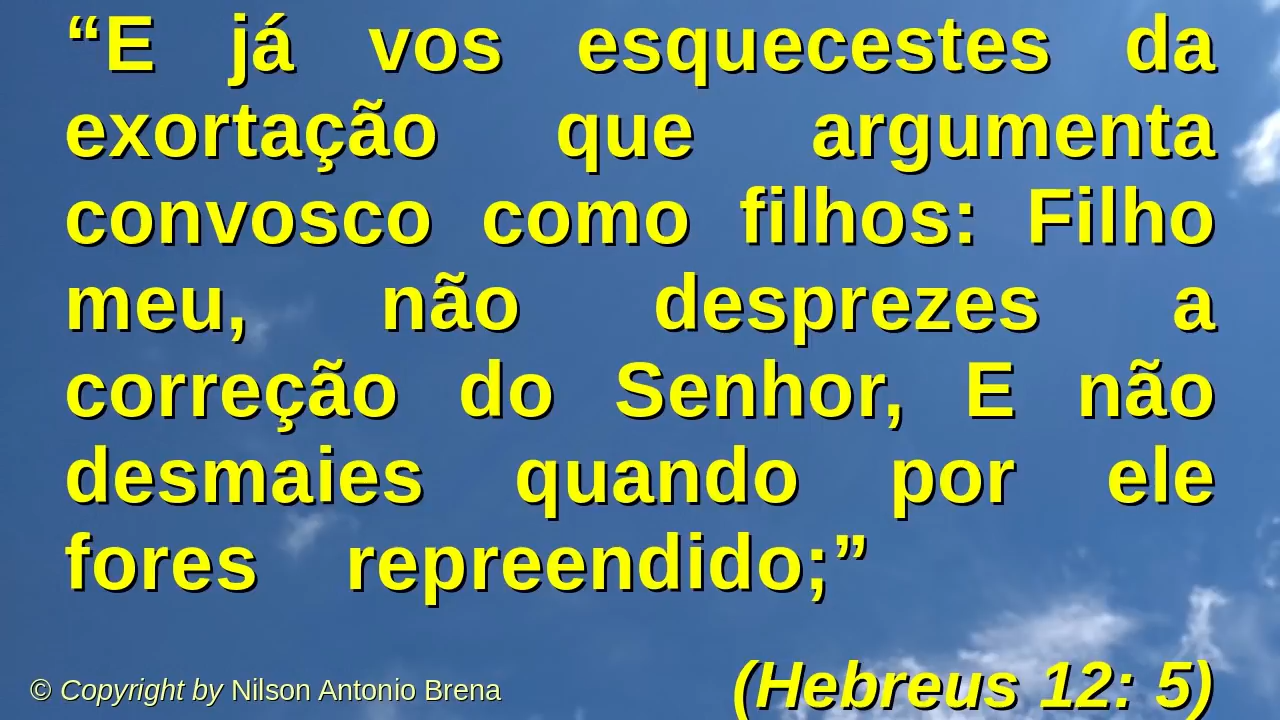 “E já vos esquecestes da
exortação que argumenta
convosco como filhos: Filho
meu, não desprezes a
correção do Senhor, E não
desmaies quando por ele
fores repreendido;”
(Hebreus 12: 5)
© Copyright by Nilson Antonio Brena